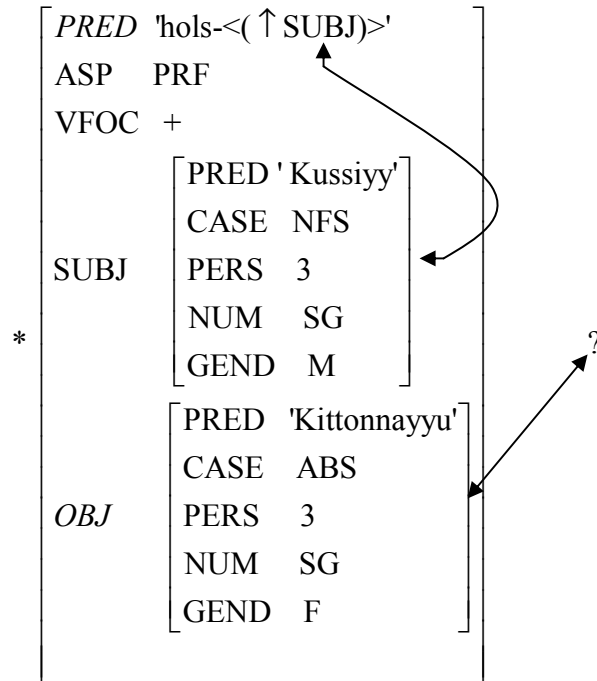 PRED 'hols-<(↑SUBJ)>'
ASP PRF
VFOC +
PRED ' Kussiyy'
CASE NFS
SUBJ PERS 3
NUM SG
* ?
GEND M
PRED 'Kittonnayyu'
CASE ABS
OBJ PERS 3
NUM SG
GEND F